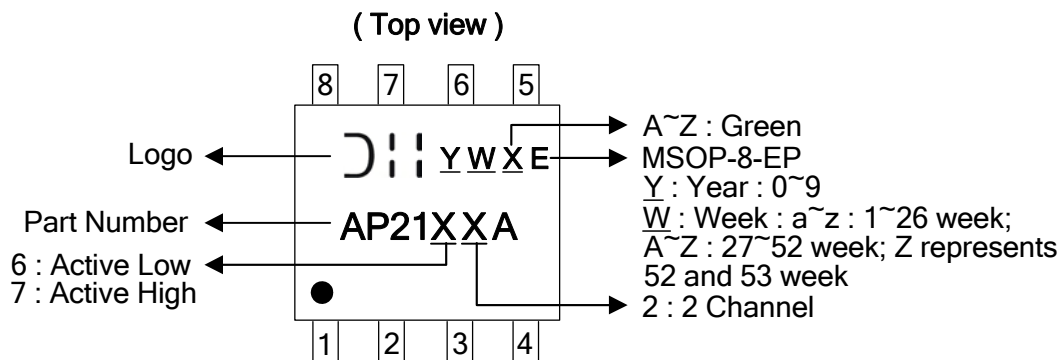 ( Top view )
8 7 6 5
Logo
Y W X E
A~Z : Green
MSOP-8-EP
Y : Year : 0~9
W : Week : a~z : 1~26 week;
A~Z : 27~52 week; Z represents
52 and 53 week
Part Number
AP21XXA
6 : Active Low
7 : Active High
2 : 2 Channel
1 2 3 4